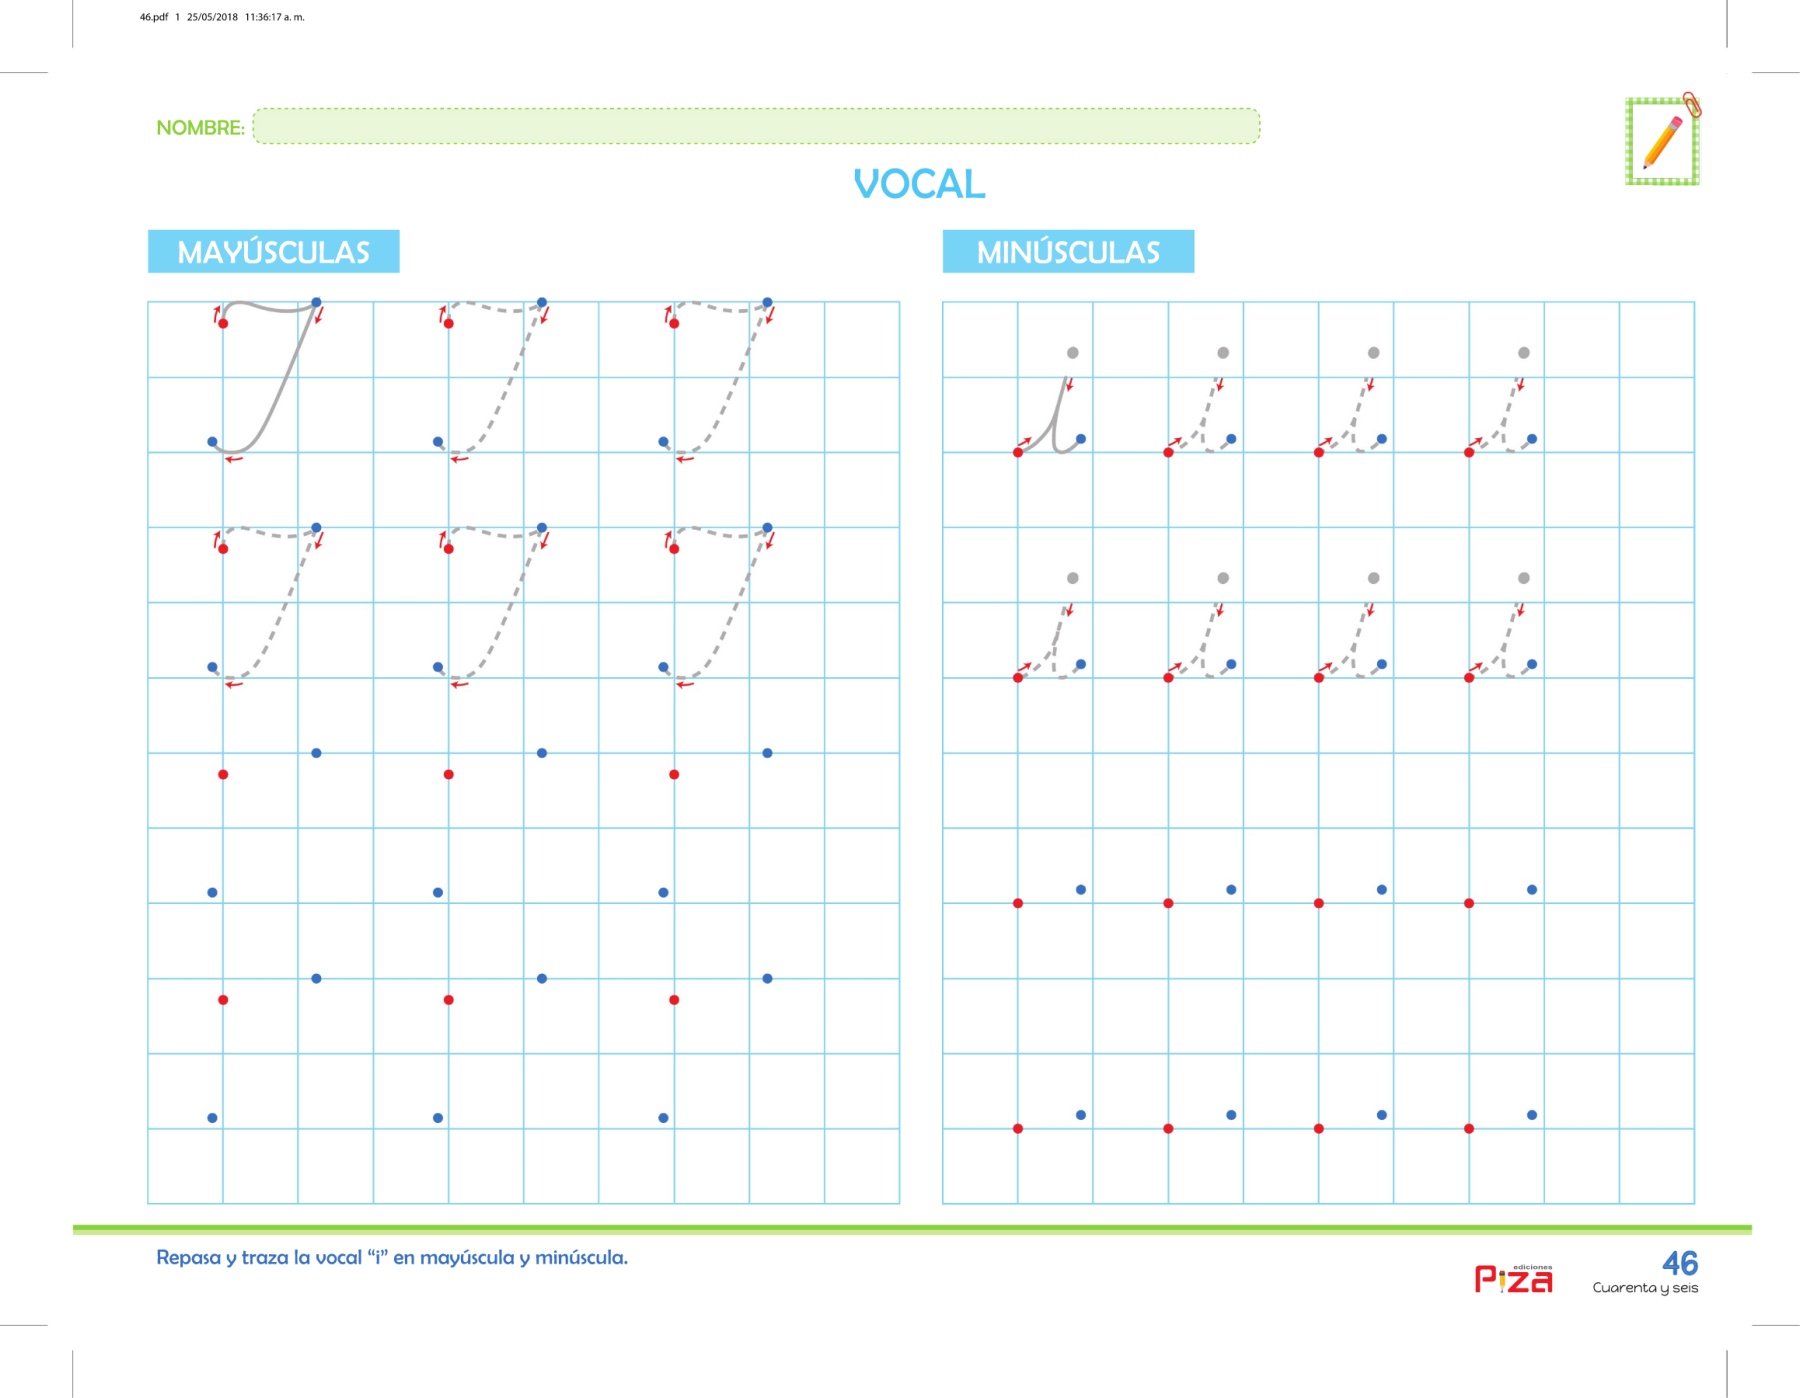 46.pdf 1 25/05/2018 11:36:17 a. m.
NOMBRE:
VOCAL
MAYÚSCULAS
MINÚSCULAS
Repasa y traza la vocal “i” en mayúscula y minúscula.
ediciones
Piza
46
Cuarenta y seis